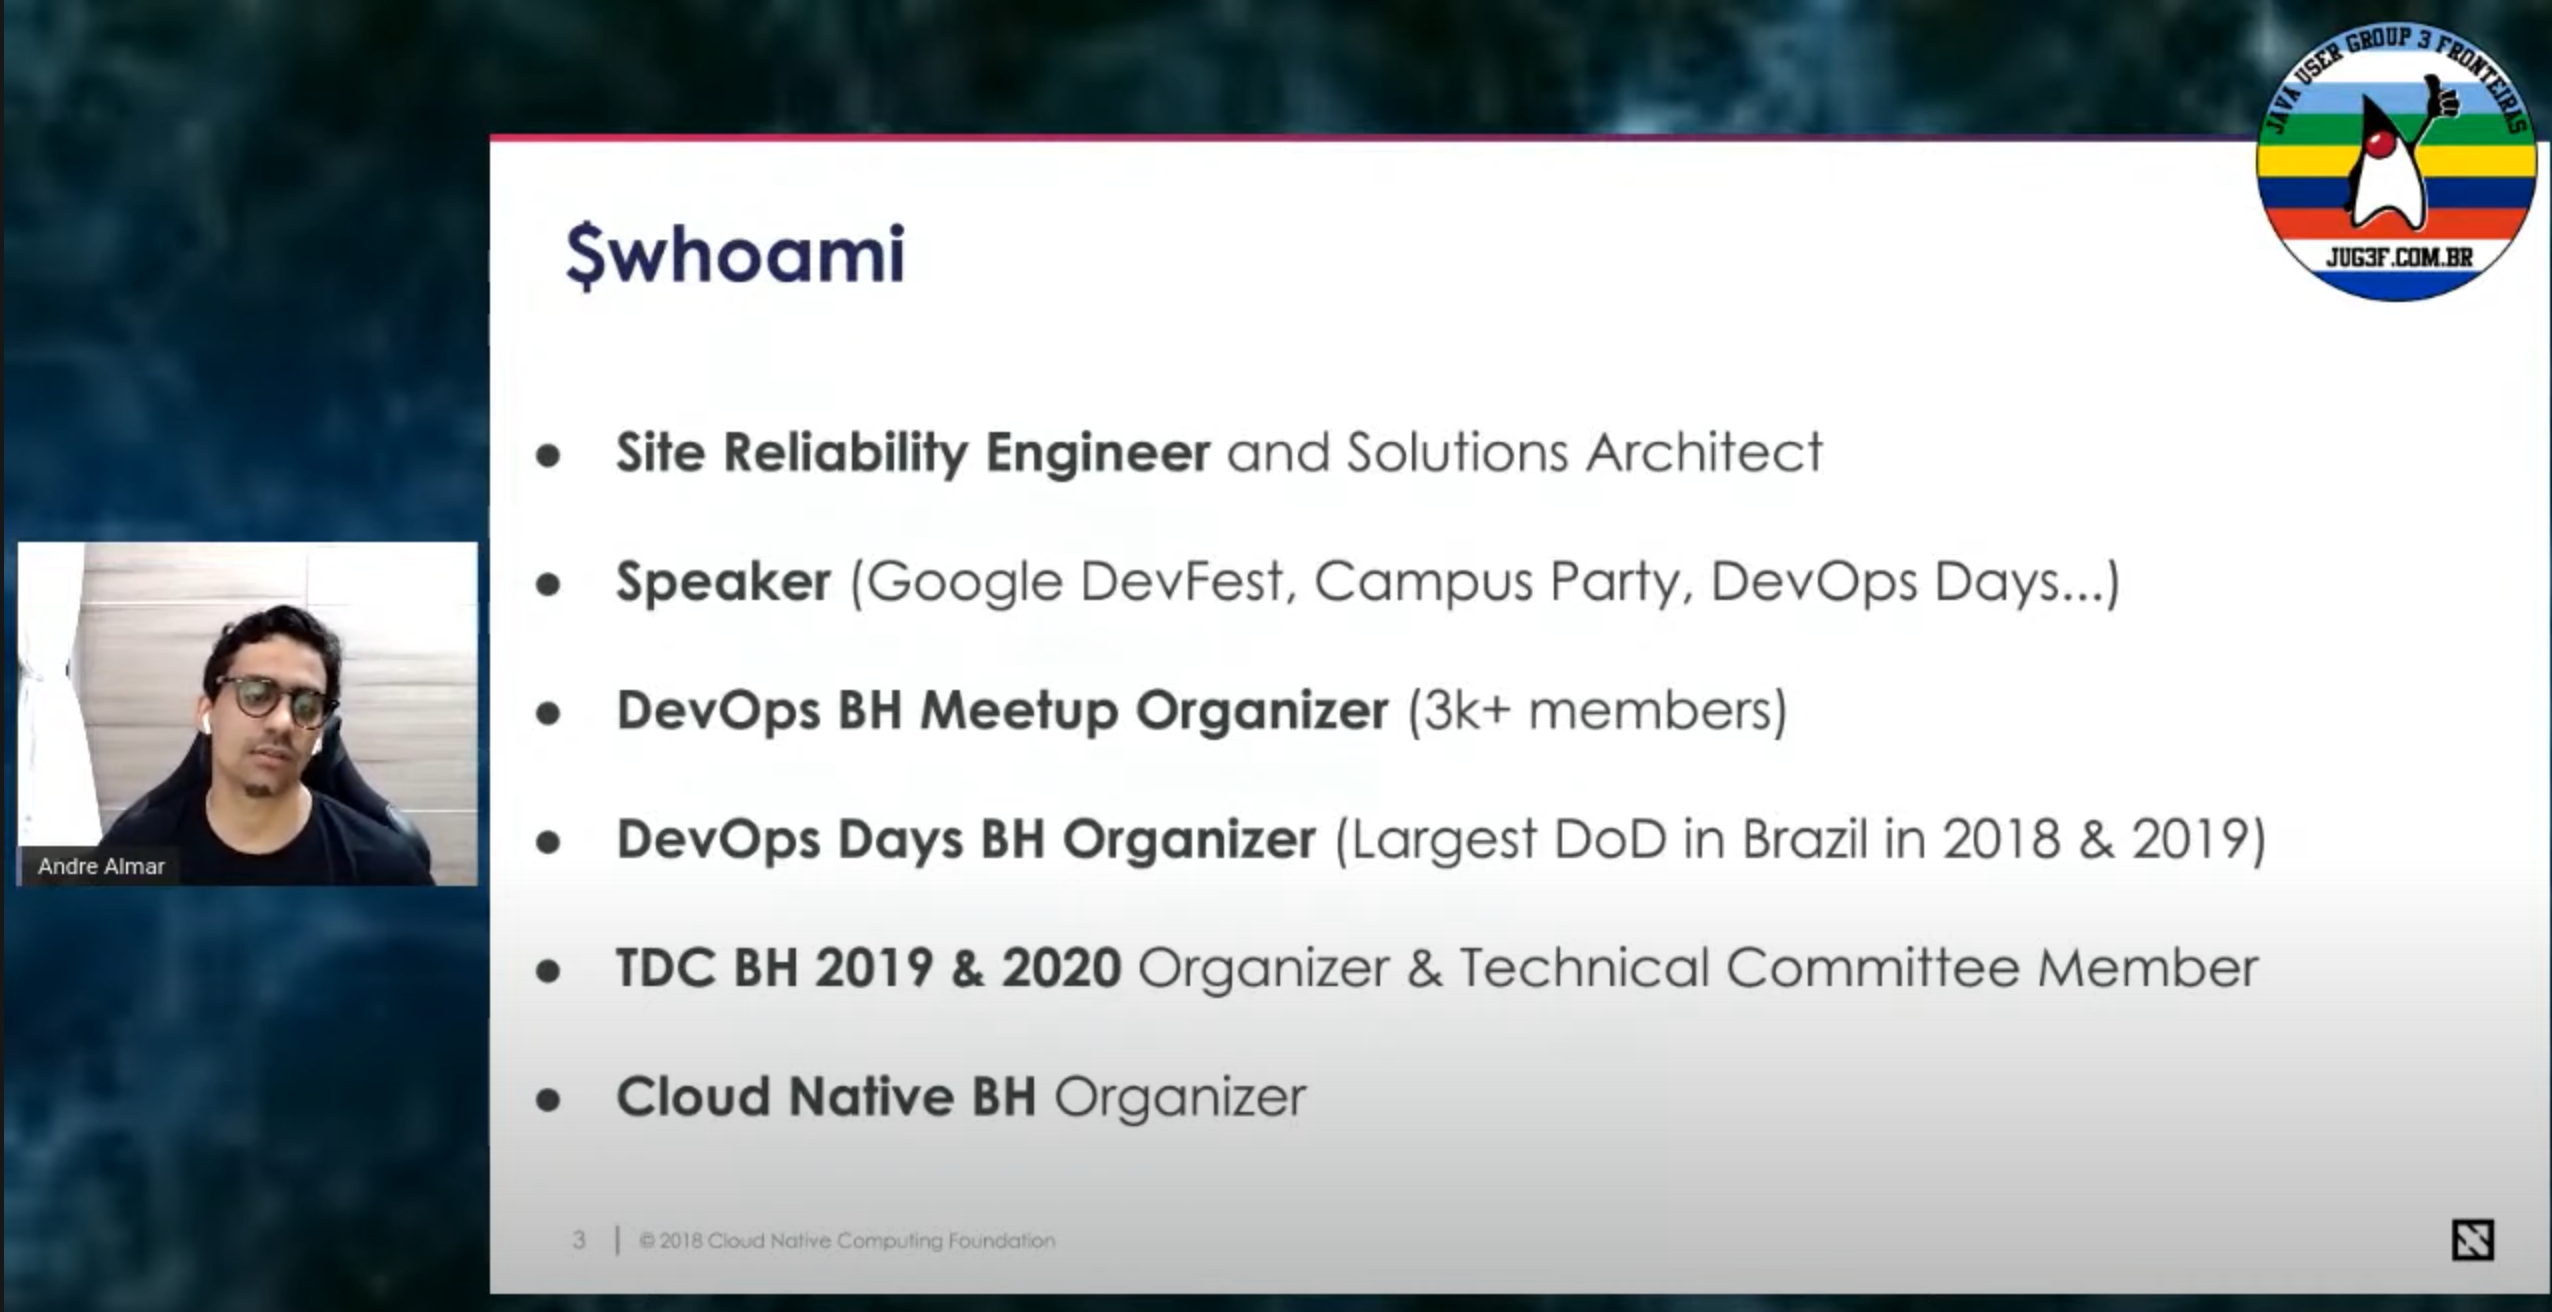 JAVA USER GROUP 3 FRONTEIRAS
JUG3F.COM.BR
$whoami
● Site Reliability Engineer and Solutions Architect
● Speaker (Google DevFest, Campus Party, DevOps Days...)
● DevOps BH Meetup Organizer (3k+ members)
● DevOps Days BH Organizer (Largest DoD in Brazil in 2018 & 2019)
● TDC BH 2019 & 2020 Organizer & Technical Committee Member
● Cloud Native BH Organizer
Andre Almar
3 | © 2018 Cloud Native Computing Foundation